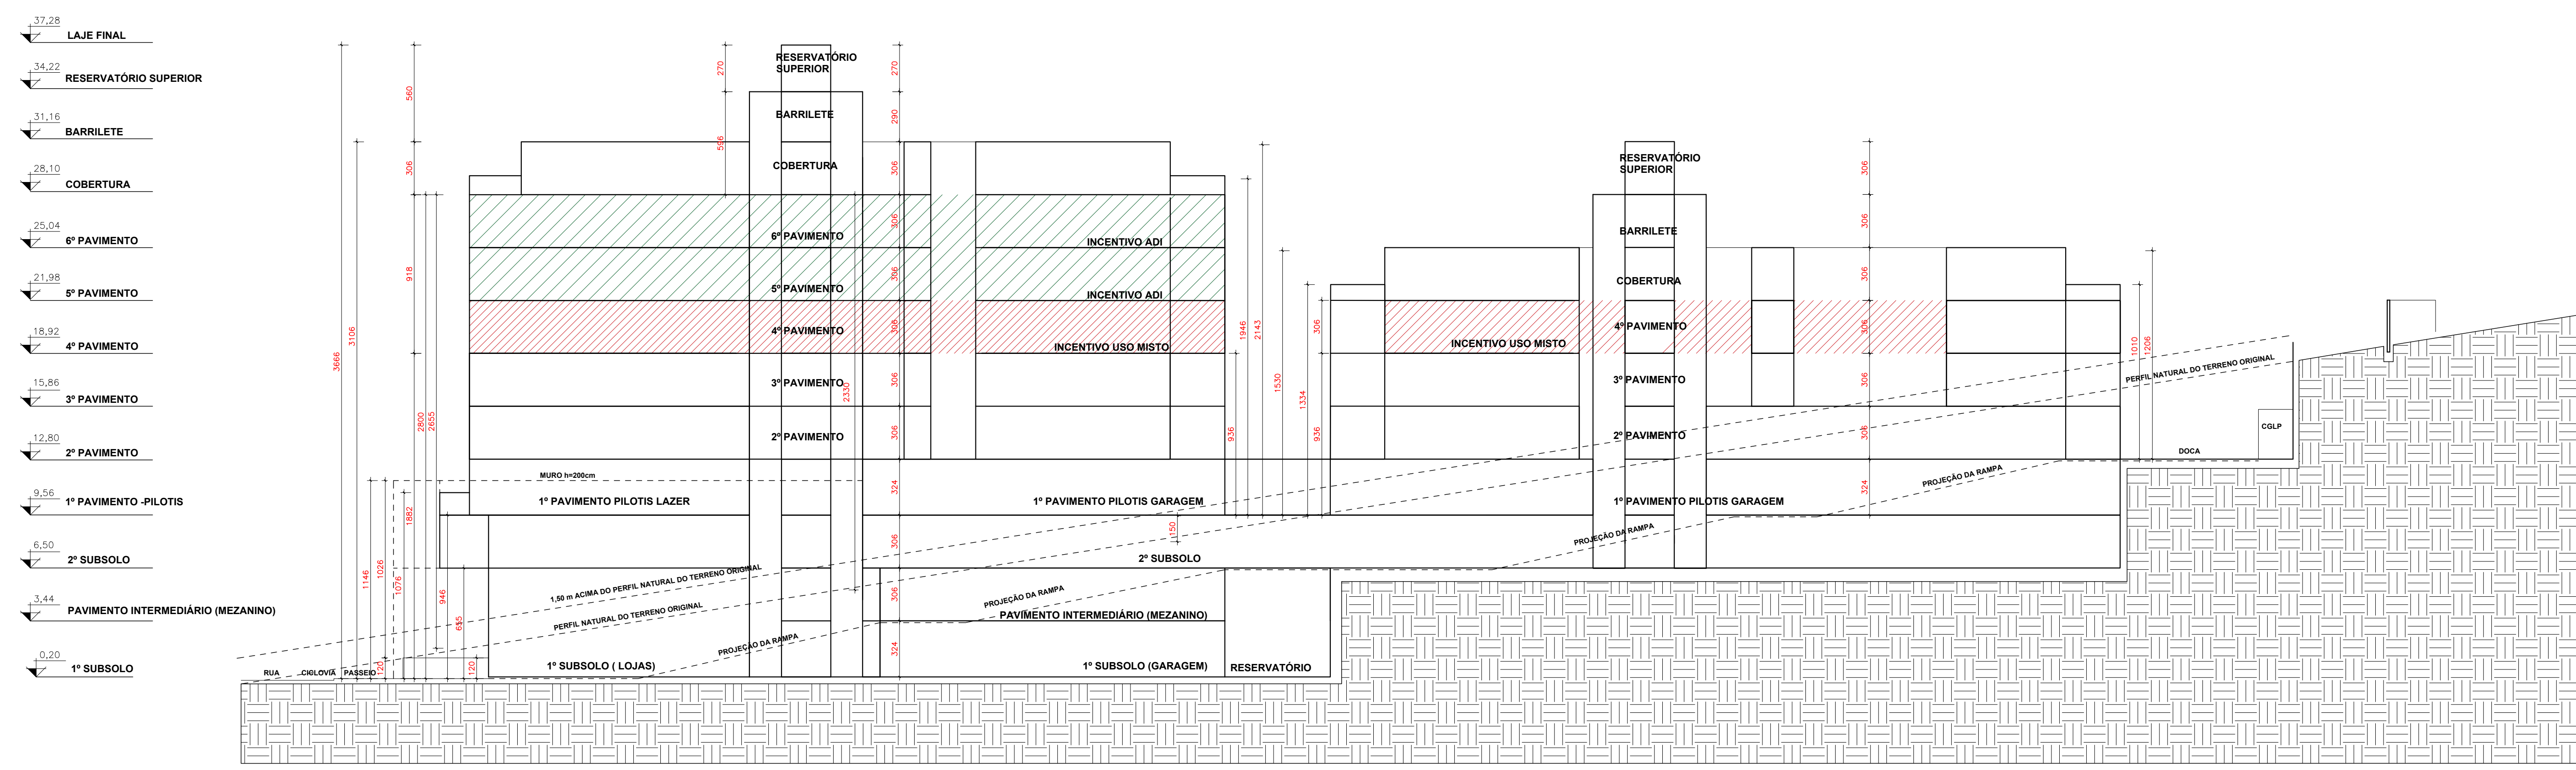 37,28
LAJE FINAL
34,22
RESERVATÓRIO SUPERIOR
31,16
BARRILETE
28,10
COBERTURA
25,04
6º PAVIMENTO
21,98
5º PAVIMENTO
18,92
4º PAVIMENTO
15,86
3º PAVIMENTO
12,80
2º PAVIMENTO
9,56
1º PAVIMENTO -PILOTIS
6,50
2º SUBSOLO
3,44
PAVIMENTO INTERMEDIÁRIO (MEZANINO)
0,20
1º SUBSOLO
3666
3106
560
306
918
2800
2655
1146
1026
1076
1882
946
655
120
120
RUA
CICLOVIA
PASSEIO
270
596
RESERVATÓRIO
SUPERIOR
BARRILETE
COBERTURA
6º PAVIMENTO
5º PAVIMENTO
4º PAVIMENTO
3º PAVIMENTO
2º PAVIMENTO
2330
270
290
306
306
306
306
306
306
324
306
306
324
INCENTIVO ADI
INCENTIVO ADI
INCENTIVO USO MISTO
MURO h=200cm
1º PAVIMENTO PILOTIS LAZER
1º PAVIMENTO PILOTIS GARAGEM
150
2º SUBSOLO
1,50 m ACIMA DO PERFIL NATURAL DO TERRENO ORIGINAL
PERFIL NATURAL DO TERRENO ORIGINAL
PROJEÇÃO DA RAMPA
PROJEÇÃO DA RAMPA
PAVIMENTO INTERMEDIÁRIO (MEZANINO)
1º SUBSOLO ( LOJAS)
1º SUBSOLO (GARAGEM)
RESERVATÓRIO
936
1946
2143
1530
1334
306
936
RESERVATÓRIO
SUPERIOR
BARRILETE
COBERTURA
4º PAVIMENTO
INCENTIVO USO MISTO
3º PAVIMENTO
2º PAVIMENTO
1º PAVIMENTO PILOTIS GARAGEM
306
306
306
306
306
306
324
PROJEÇÃO DA RAMPA
PROJEÇÃO DA RAMPA
1010
1206
PERFIL NATURAL DO TERRENO ORIGINAL
CGLP
DOCA